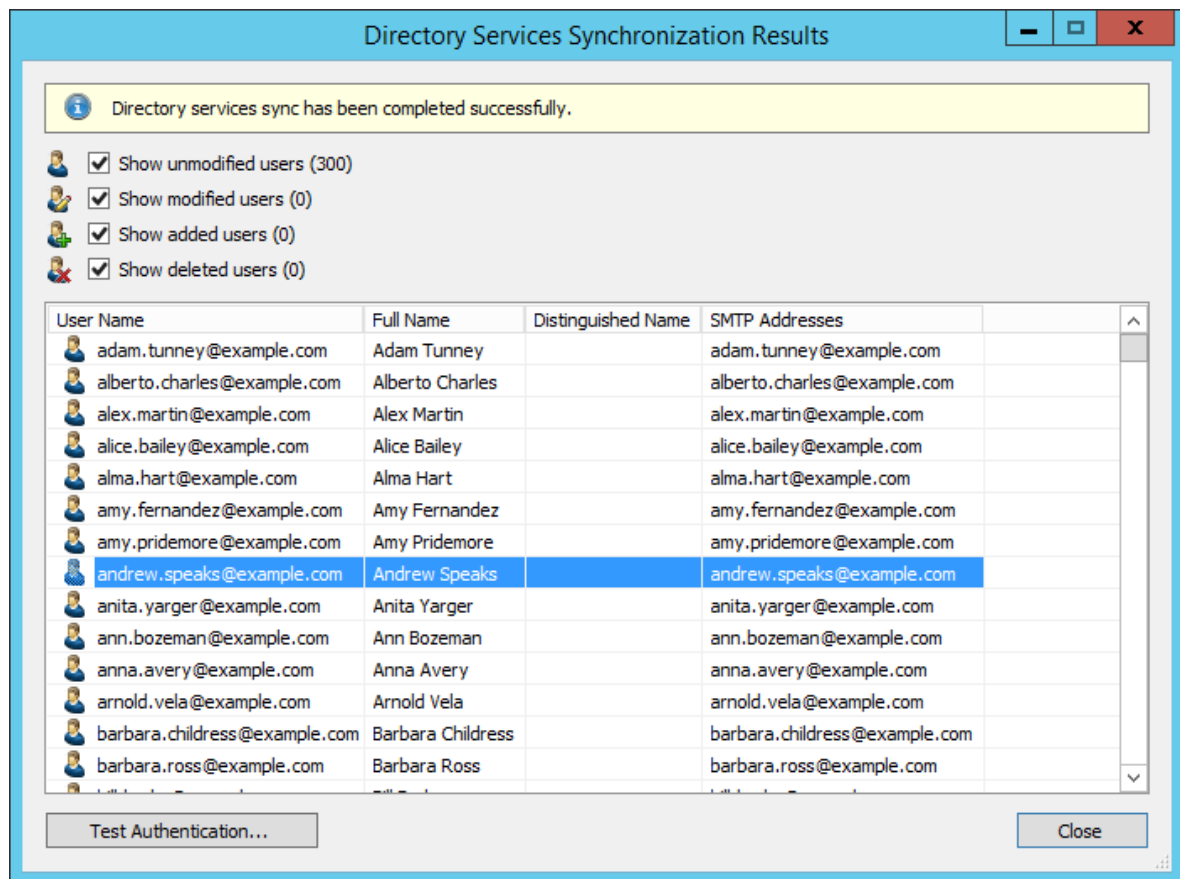 Directory Services Synchronization Results
Directory services sync has been completed successfully.
Show unmodified users (300)
Show modified users (0)
Show added users (0)
Show deleted users (0)
User Name Full Name Distinguished Name SMTP Addresses
adam.tunney@example.com Adam Tunney adam.tunney@example.com
alberto.charles@example.com Alberto Charles alberto.charles@example.com
alex.martin@example.com Alex Martin alex.martin@example.com
alice.bailey@example.com Alice Bailey alice.bailey@example.com
alma.hart@example.com Alma Hart alma.hart@example.com
amy.fernandez@example.com Amy Fernandez amy.fernandez@example.com
amy.pridemore@example.com Amy Pridemore amy.pridemore@example.com
andrew.speaks@example.com Andrew Speaks andrew.speaks@example.com
anita.yarger@example.com Anita Yarger anita.yarger@example.com
ann.bozeman@example.com Ann Bozeman ann.bozeman@example.com
anna.avery@example.com Anna Avery anna.avery@example.com
arnold.vela@example.com Arnold Vela arnold.vela@example.com
barbara.childress@example.com Barbara Childress barbara.childress@example.com
barbara.ross@example.com Barbara Ross barbara.ross@example.com
Test Authentication... Close